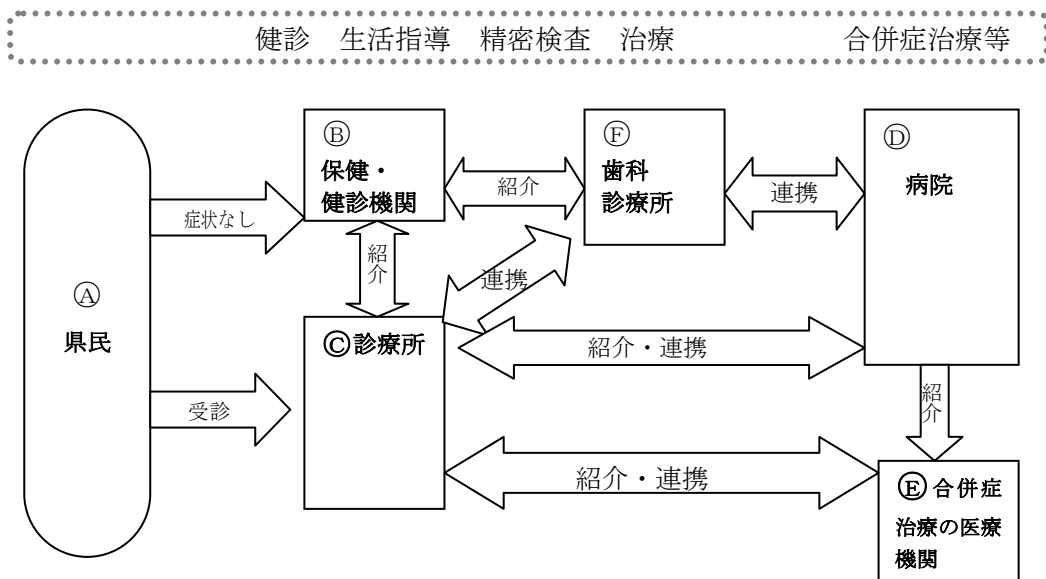 健診 生活指導 精密検査 治療 合併症治療等
Ⓑ
保健・
健診機関
Ⓕ
歯科
診療所
Ⓓ
病院
紹介
連携
症状なし
紹介
連携
Ⓐ
県民
Ⓒ診療所
紹介・連携
受診
紹介
紹介・連携
Ⓔ合併症
治療の医療
機関